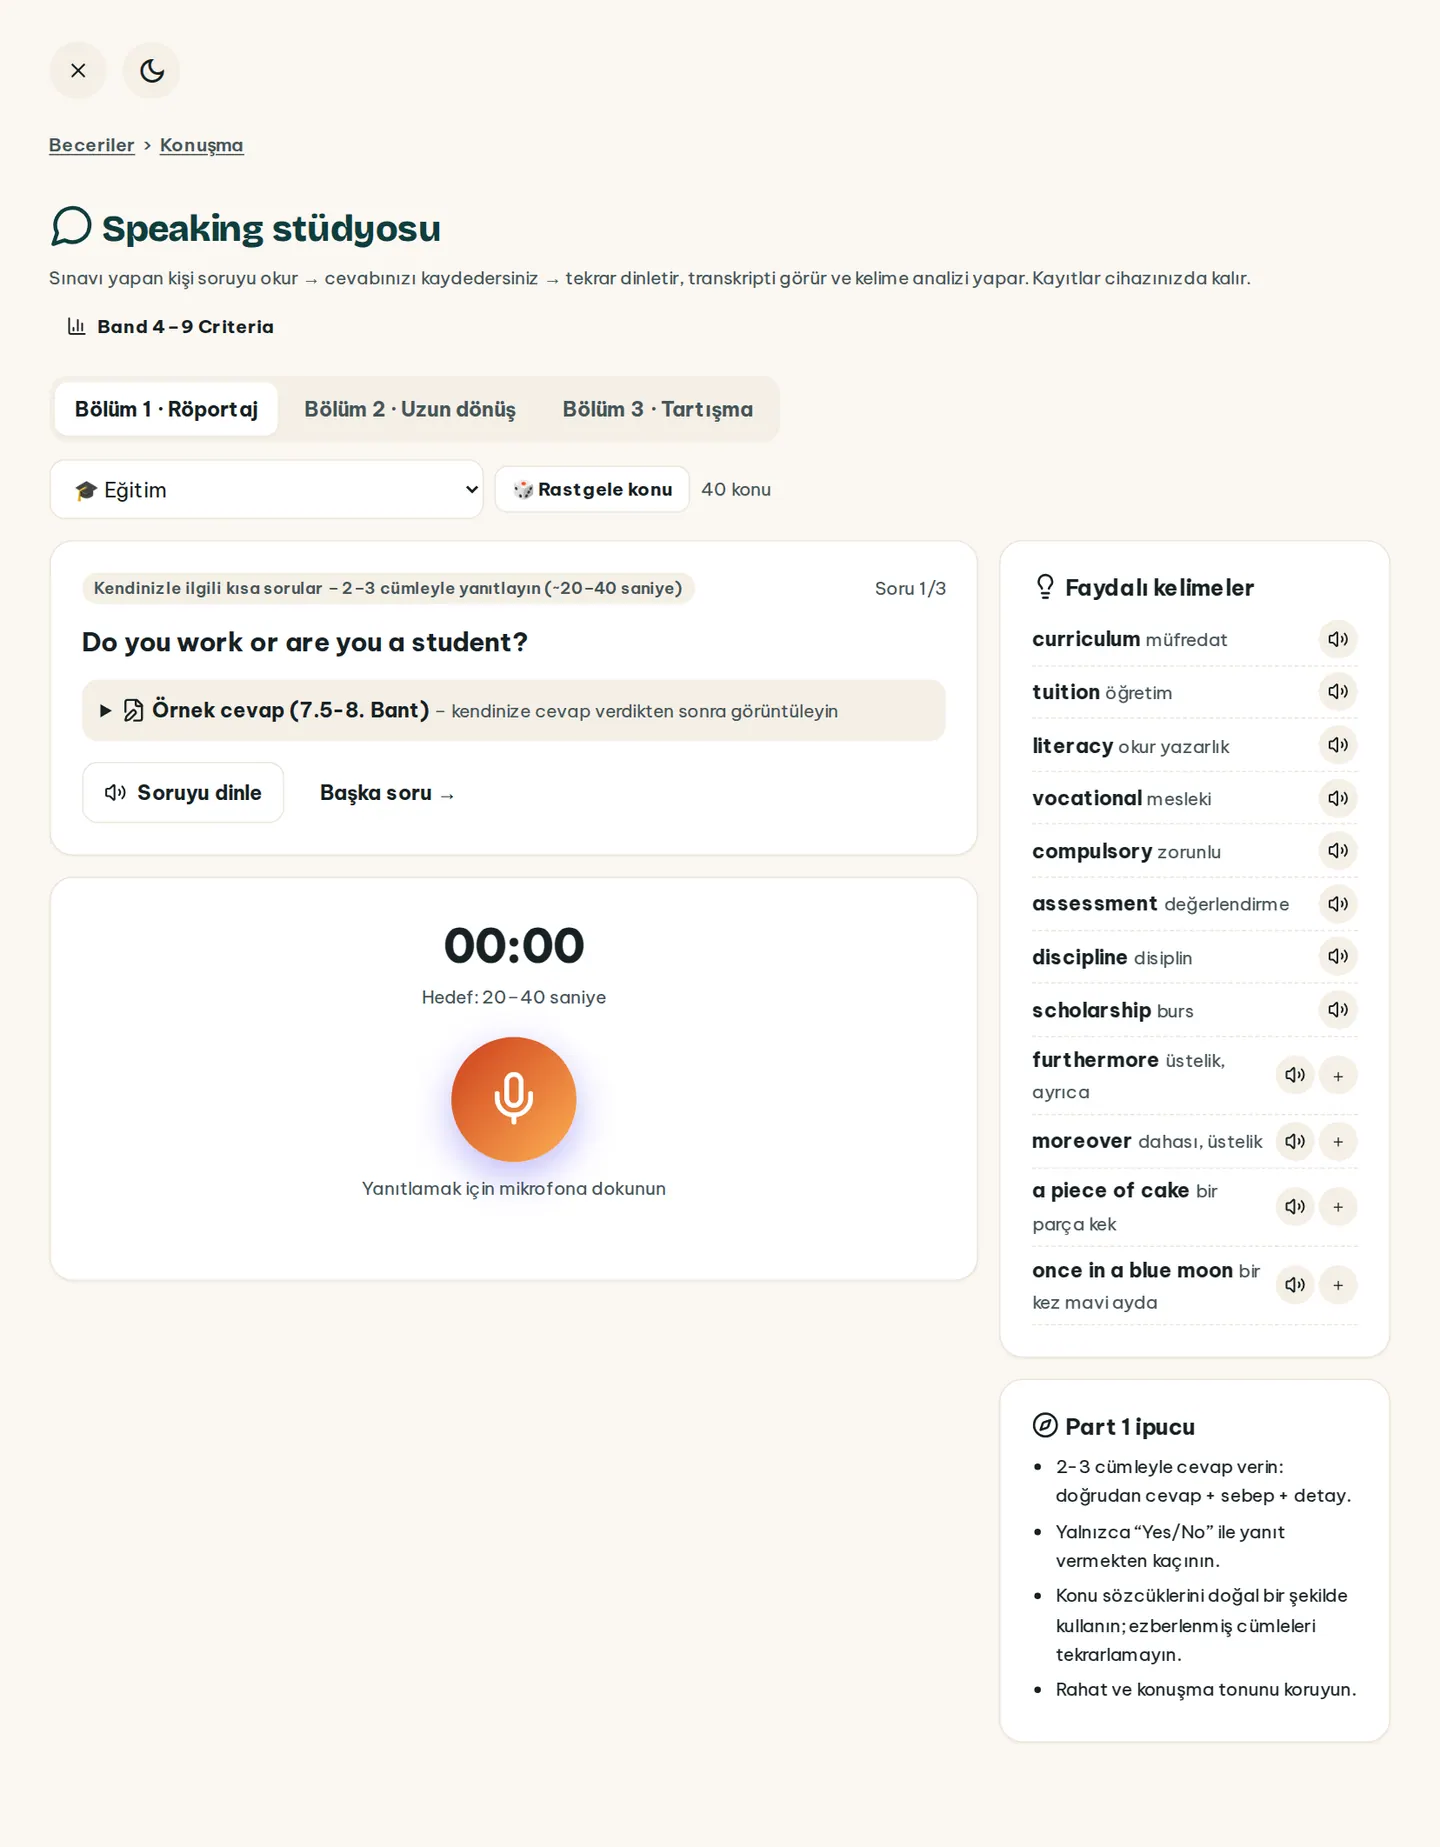 Beceriler › Konuşma
Speaking stüdyosu
Sınavı yapan kişi soruyu okur → cevabınızı kaydedersiniz → tekrar dinletir, transkripti görür ve kelime analizi yapar. Kayıtlar cihazınızda kalır.
Band 4–9 Criteria
Bölüm 1 · Röportaj Bölüm 2 · Uzun dönüş Bölüm 3 · Tartışma
🎓 Eğitim 🎲 Rastgele konu 40 konu
Kendinizle ilgili kısa sorular – 2–3 cümleyle yanıtlayın (~20–40 saniye) Soru 1/3
Do you work or are you a student?
Örnek cevap (7.5-8. Bant) – kendinize cevap verdikten sonra görüntüleyin
Soruyu dinle Başka soru →
00:00
Hedef: 20–40 saniye
Yanıtlamak için mikrofona dokunun
Faydalı kelimeler
curriculum müfredat
tuition öğretim
literacy okur yazarlık
vocational mesleki
compulsory zorunlu
assessment değerlendirme
discipline disiplin
scholarship burs
furthermore üstelik,
ayrıca
+
moreover dahası, üstelik +
a piece of cake bir
parça kek
+
once in a blue moon bir
kez mavi ayda
+
Part 1 ipucu
• 2-3 cümleyle cevap verin:
doğrudan cevap + sebep + detay.
• Yalnızca “Yes/No” ile yanıt
vermekten kaçının.
• Konu sözcüklerini doğal bir şekilde
kullanın; ezberlenmiş cümleleri
tekrarlamayın.
• Rahat ve konuşma tonunu koruyun.